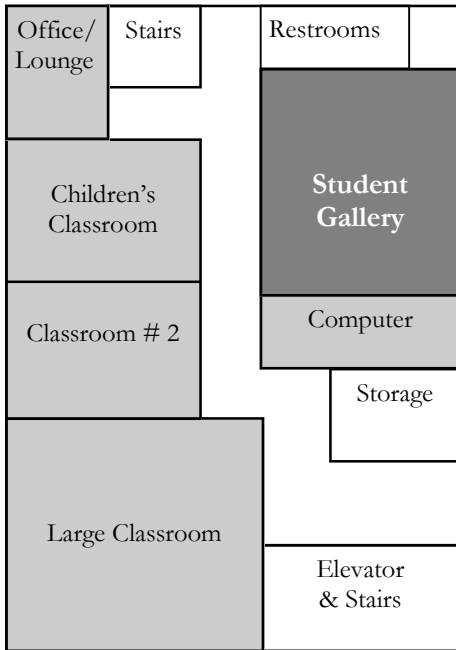 Office/
Lounge
Stairs
Restrooms
Children’s
Classroom
Student
Gallery
Classroom # 2
Computer
Storage
Large Classroom
Elevator
& Stairs